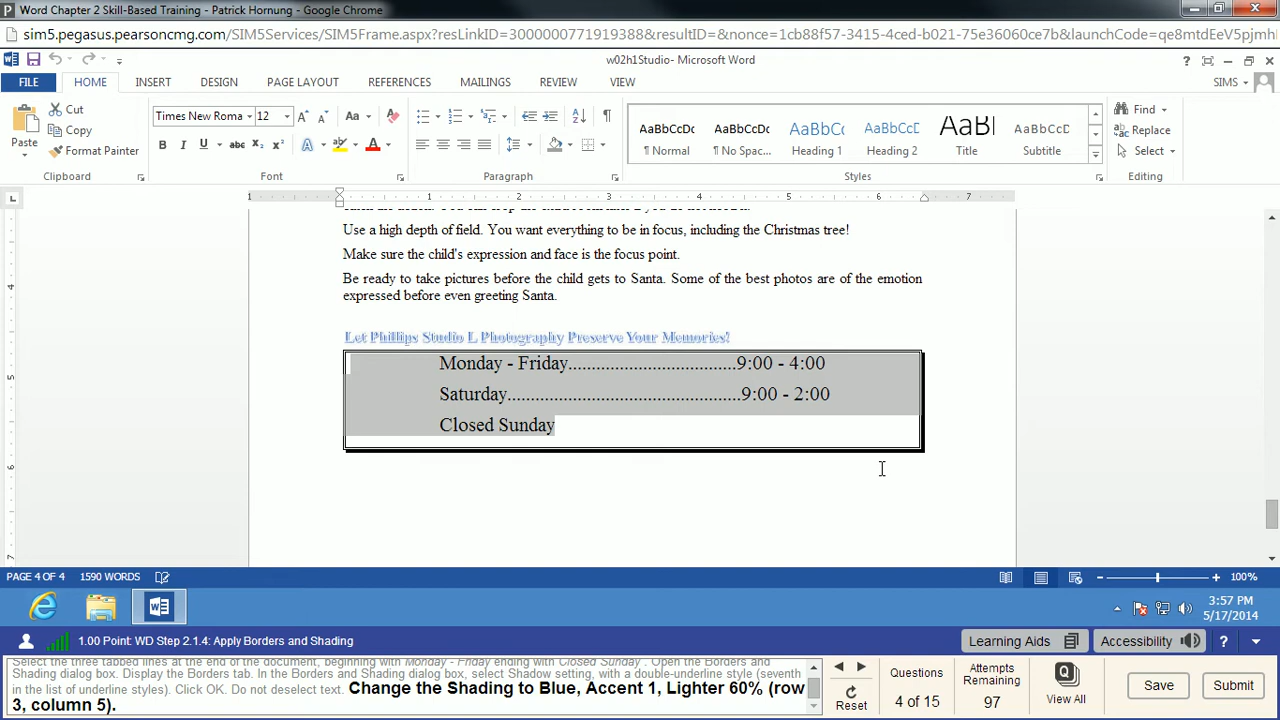 Word Chapter 2 Skill-Based Training - Patrick Hornung - Google Chrome
sim5.pegasus.pearsoncmg.com/SIM5Services/SIM5Frame.aspx?resLinkID=3000000771919388&resultID=&nonce=1cb88f57-3415-4ced-b021-75e36060ce7b&launchCode=qe8mtdEeV5pjmh
w02h1Studio- Microsoft Word
FILE HOME INSERT DESIGN PAGE LAYOUT REFERENCES MAILINGS REVIEW VIEW SIMS
Paste Cut Copy Format Painter
Times New Roma 12
AaBbCcDc AaBbCcDc AaBbC AaBbCcD AaBl AaBbCcD
¶ Normal ¶ No Spac... Heading 1 Heading 2 Title Subtitle
Find Replace Select
Clipboard Font Paragraph Styles Editing
1 1 2 3 4 5 6 7
Use a high depth of field. You want everything to be in focus, including the Christmas tree!
Make sure the child's expression and face is the focus point.
Be ready to take pictures before the child gets to Santa. Some of the best photos are of the emotion
expressed before even greeting Santa.
Let Phillips Studio L Photography Preserve Your Memories!
Monday - Friday....................................9:00 - 4:00
Saturday..................................................9:00 - 2:00
Closed Sunday
PAGE 4 OF 4 1590 WORDS 100%
3:57 PM
5/17/2014
1.00 Point: WD Step 2.1.4: Apply Borders and Shading Learning Aids Accessibility ?
Select the three tabbed lines at the end of the document, beginning with Monday - Friday ending with Closed Sunday . Open the Borders and
Shading dialog box. Display the Borders tab. In the Borders and Shading dialog box, select Shadow setting, with a double-underline style (seventh
in the list of underline styles). Click OK. Do not deselect text. Change the Shading to Blue, Accent 1, Lighter 60% (row
3, column 5).
Reset
Questions
4 of 15
Attempts
Remaining
97
View All
Save
Submit